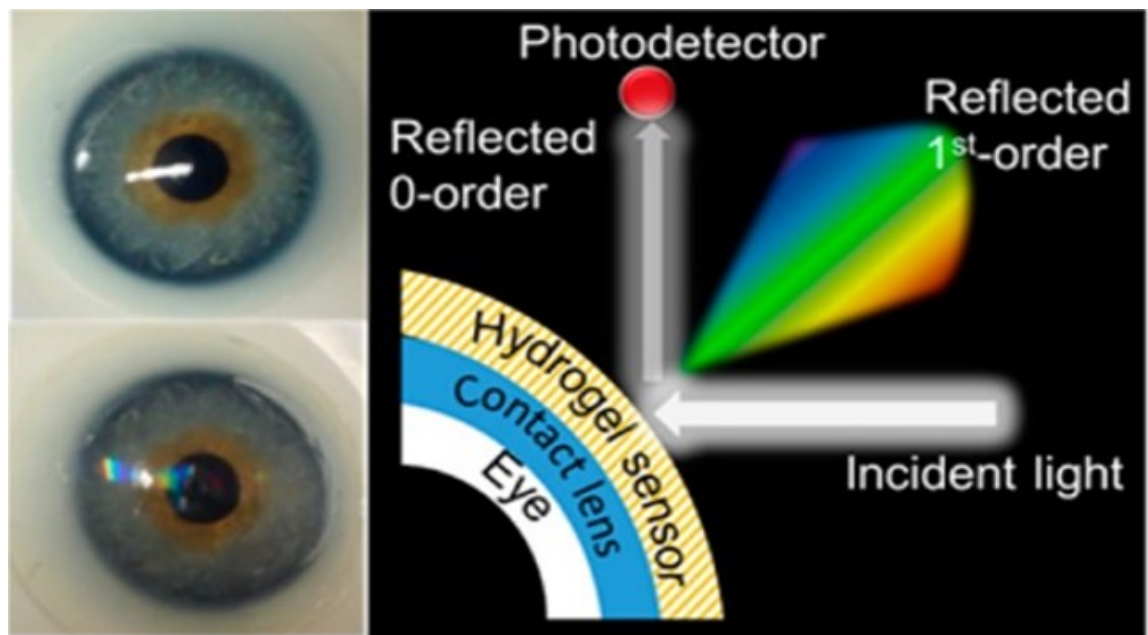 Photodetector
Reflected
0-order
Reflected
1st-order
Hydrogel sensor
Contact lens
Eye
Incident light